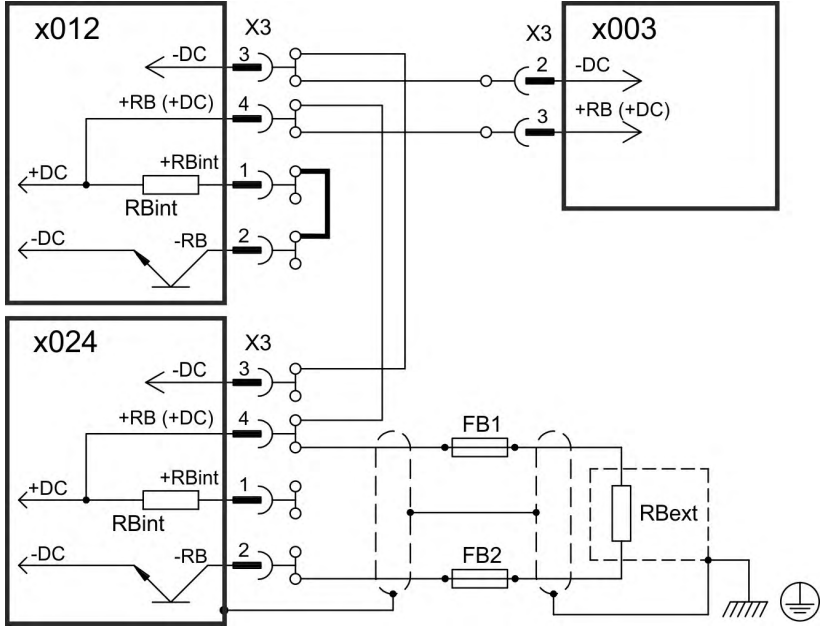 x012
X3
-DC
3
+RB (+DC)
4
+DC
+RBint
1
RBint
-DC
-RB
2
x003
X3
2
-DC
3
+RB (+DC)
x024
X3
-DC
3
+RB (+DC)
4
+DC
+RBint
1
RBint
-DC
-RB
2
FB1
FB2
RBext